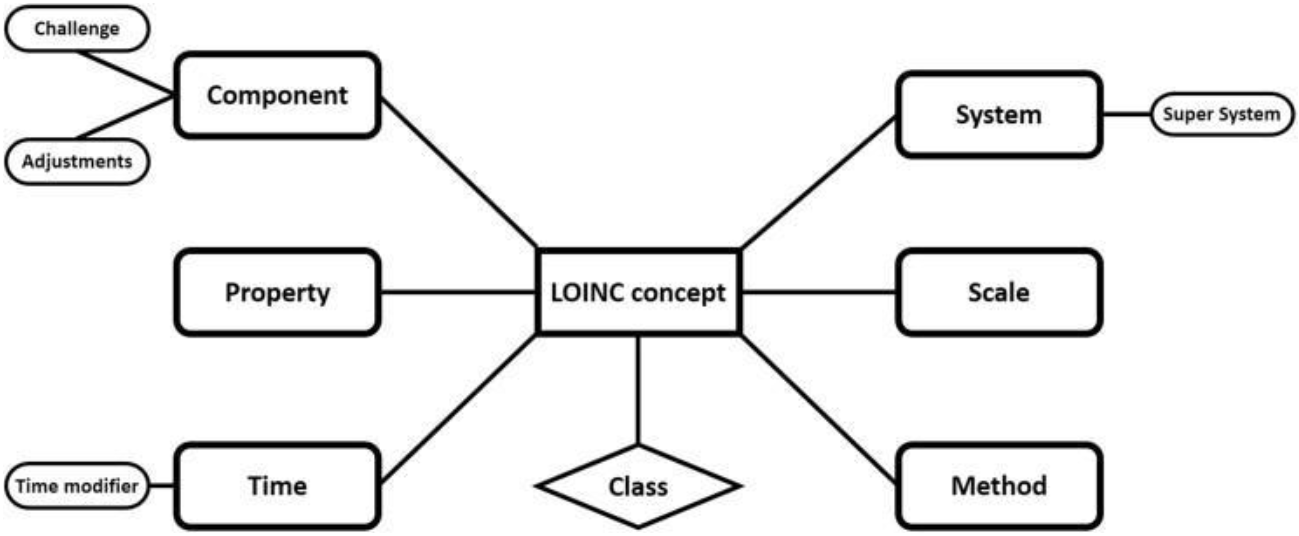 Challenge
Component
System
Super System
Adjustments
Property
LOINC concept
Scale
Time modifier
Time
Class
Method